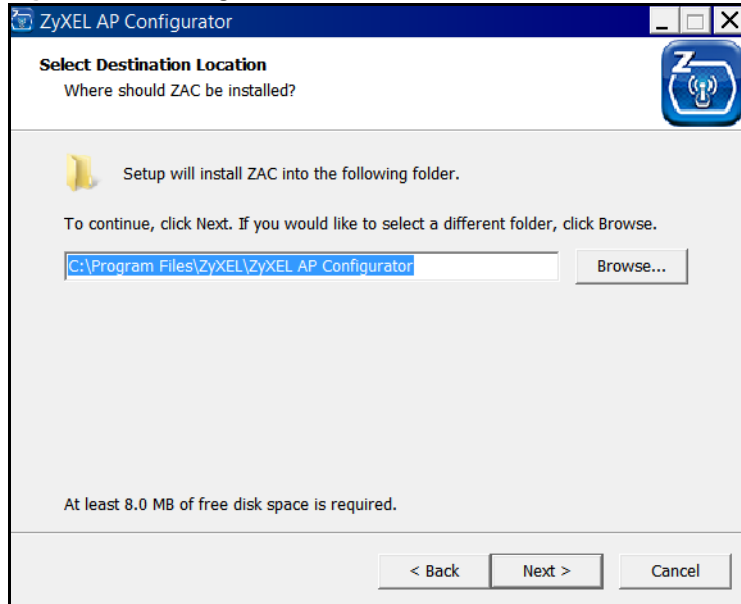 ZyXEL AP Configurator
Select Destination Location
Where should ZAC be installed?
Z
Setup will install ZAC into the following folder.
To continue, click Next. If you would like to select a different folder, click Browse.
C:\Program Files\ZyXEL\ZyXEL AP Configurator
Browse...
At least 8.0 MB of free disk space is required.
< Back Next > Cancel